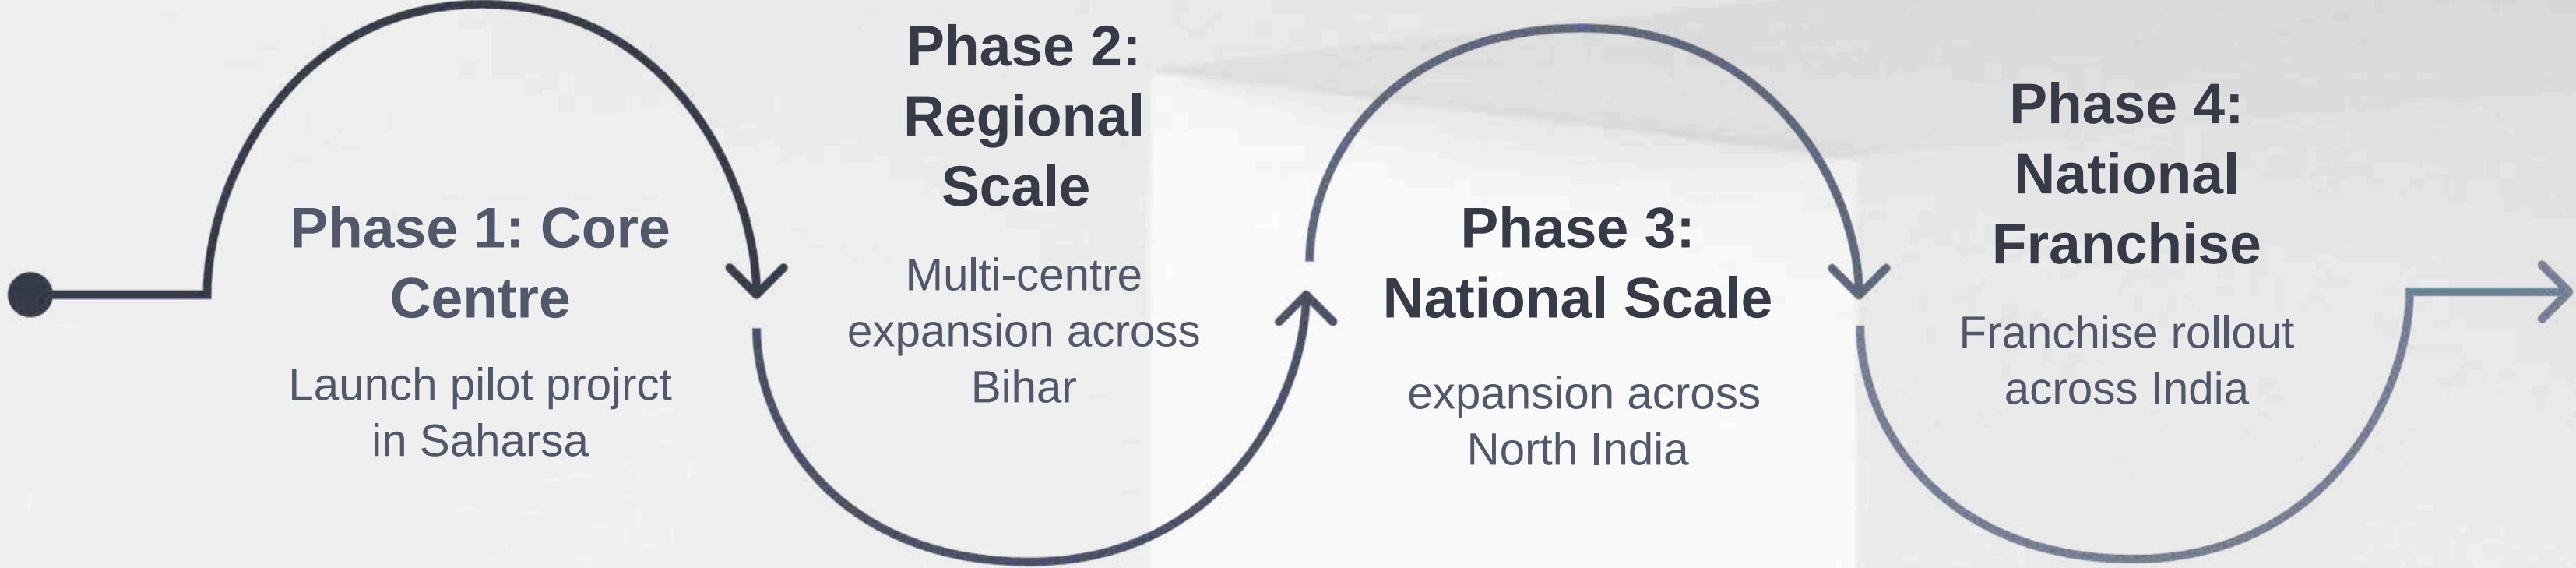 Phase 1: Core
Centre
Launch pilot projrct
in Saharsa
Phase 2:
Regional
Scale
Multi-centre
expansion across
Bihar
Phase 3:
National Scale
expansion across
North India
Phase 4:
National
Franchise
Franchise rollout
across India